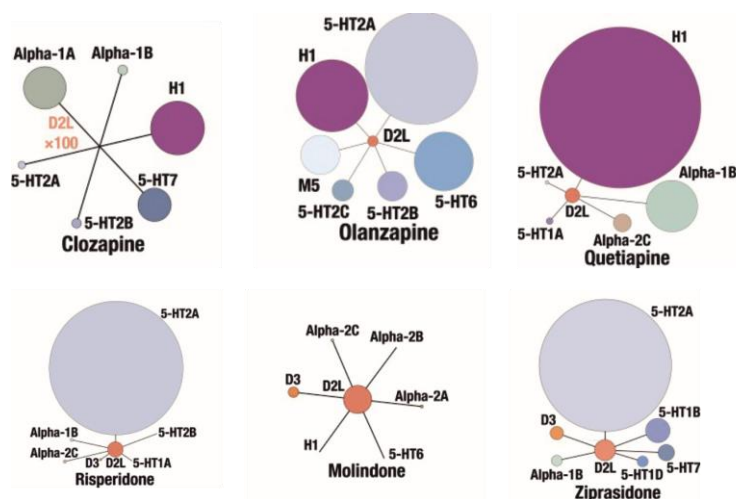 Alpha-1A
Alpha-1B
H1
D2L
×100
5-HT2A
5-HT7
5-HT2B
Clozapine
5-HT2A
H1
D2L
M5
5-HT2C
5-HT2B
5-HT6
Olanzapine
H1
5-HT2A
Alpha-1B
D2L
5-HT1A
Alpha-2C
Quetiapine
5-HT2A
Alpha-1B
5-HT2B
Alpha-2C
D3
D2L
5-HT1A
Risperidone
Alpha-2C
Alpha-2B
D3
D2L
Alpha-2A
H1
5-HT6
Molindone
5-HT2A
D3
5-HT1B
D2L
5-HT7
Alpha-1B
5-HT1D
Ziprasidone